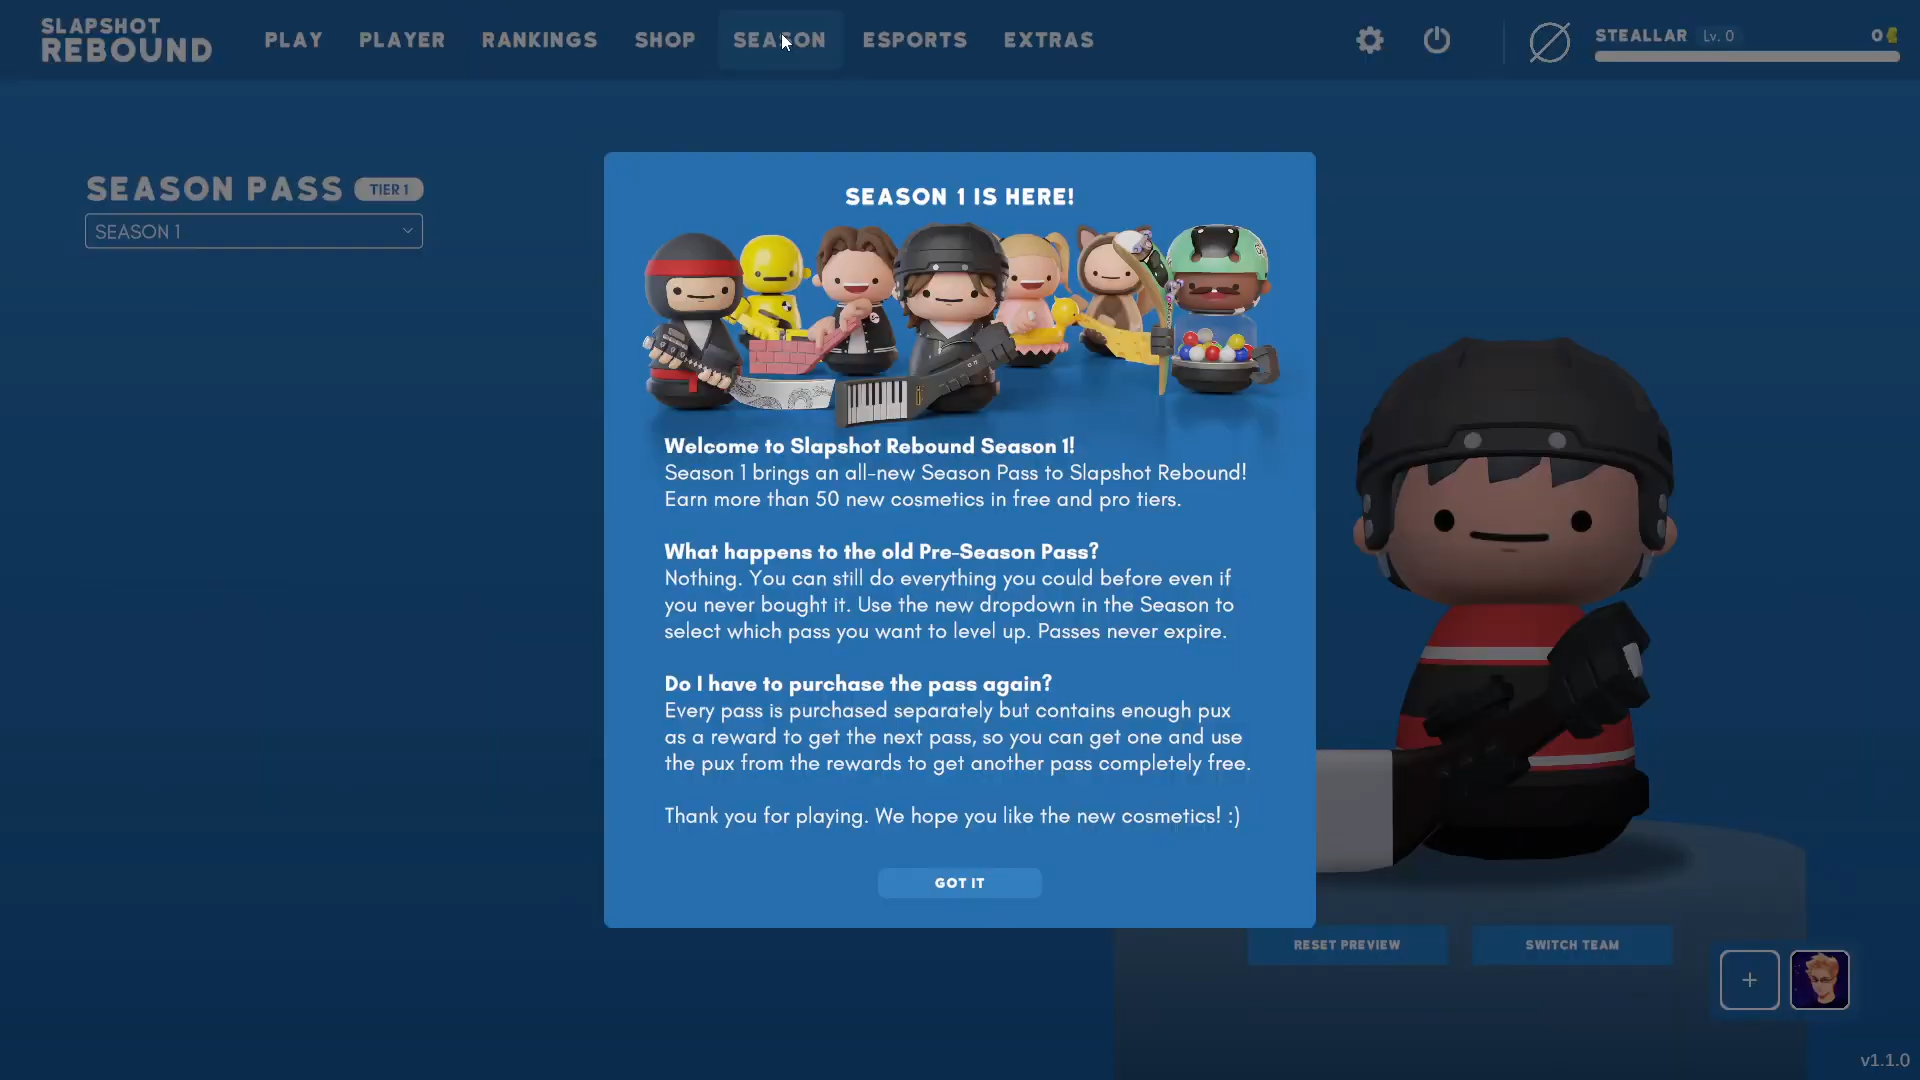 SLAPSHOT
REBOUND
PLAY
PLAYER
RANKINGS
SHOP
SEASON
ESPORTS
EXTRAS
STEALLAR
Lv. 0
0
SEASON PASS
TIER 1
SEASON 1
SEASON 1 IS HERE!
Welcome to Slapshot Rebound Season 1!
Season 1 brings an all-new Season Pass to Slapshot Rebound!
Earn more than 50 new cosmetics in free and pro tiers.
What happens to the old Pre-Season Pass?
Nothing. You can still do everything you could before even if
you never bought it. Use the new dropdown in the Season to
select which pass you want to level up. Passes never expire.
Do I have to purchase the pass again?
Every pass is purchased separately but contains enough pux
as a reward to get the next pass, so you can get one and use
the pux from the rewards to get another pass completely free.
Thank you for playing. We hope you like the new cosmetics! :)
GOT IT
RESET PREVIEW
SWITCH TEAM
+
v1.1.0